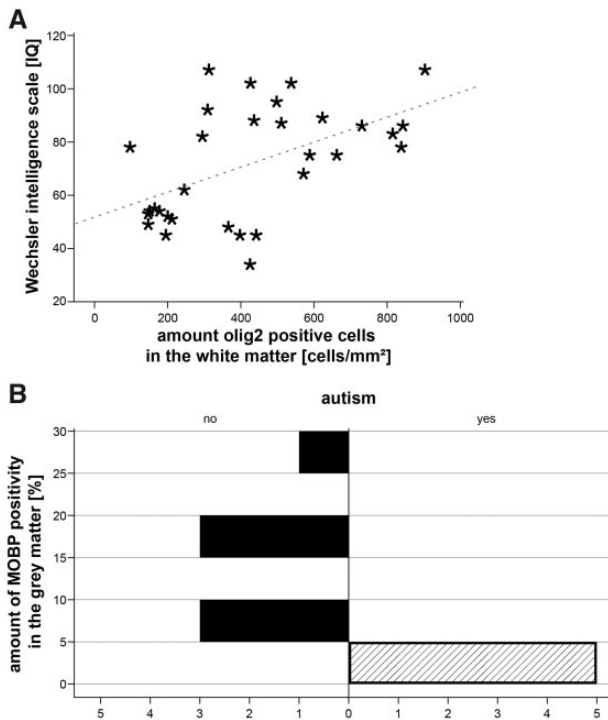 A
Wechsler intelligence scale [IQ]
120
100
80
60
40
20
0 200 400 600 800 1000
amount olig2 positive cells
in the white matter [cells/mm²]
B
autism
no yes
amount of MOBP positivity
in the grey matter [%]
30
25
20
15
10
5
0
5 4 3 2 1 0 1 2 3 4 5